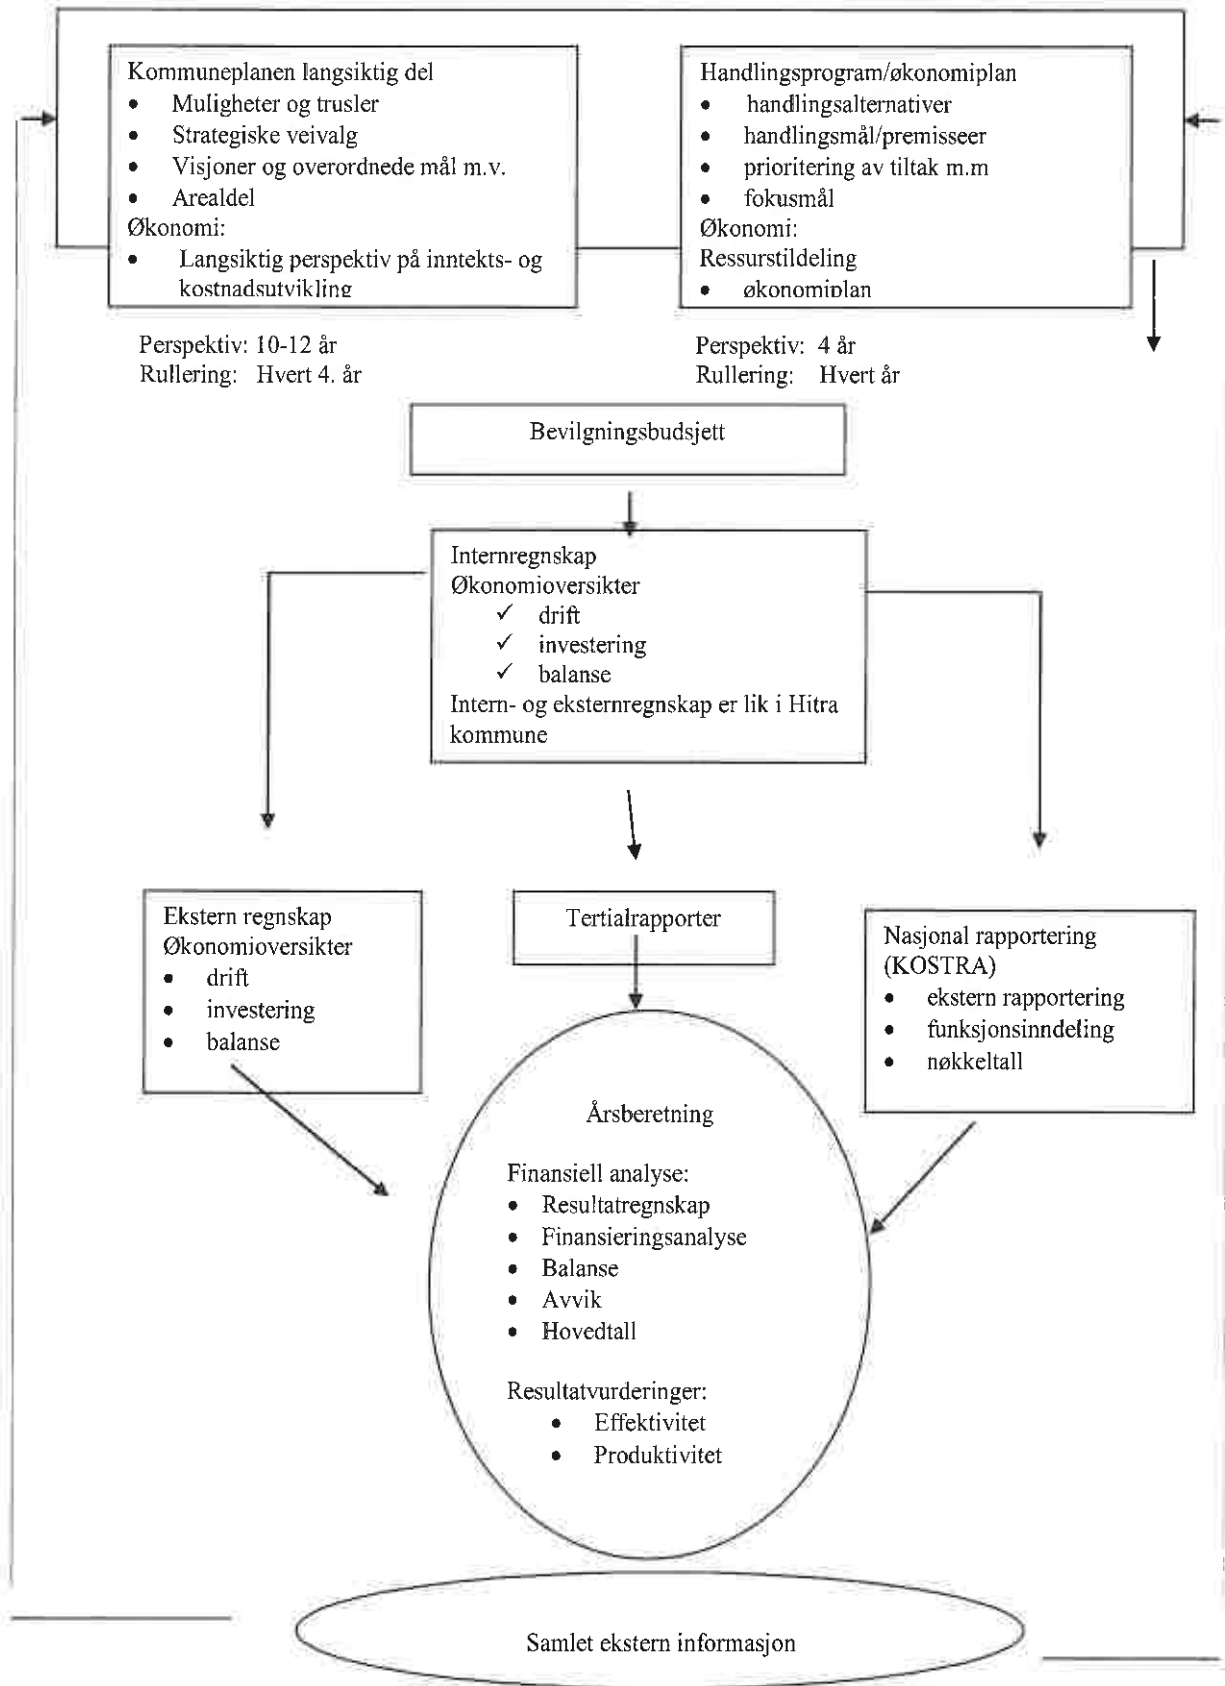 Kommuneplanen langsiktig del
• Muligheter og trusler
• Strategiske veivalg
• Visjoner og overordnede mål m.v.
• Arealdel
Økonomi:
• Langsiktig perspektiv på inntekts- og
kostnadsutvikling
Perspektiv: 10-12 år
Rullering: Hvert 4. år
Handlingsprogram/økonomiplan
• handlingsalternativer
• handlingsmål/premisseer
• prioritering av tiltak m.m
• fokusmål
Økonomi:
Ressurstildeling
• økonomiplan
Perspektiv: 4 år
Rullering: Hvert år
Bevilgningsbudsjett
Internregnskap
Økonomioversikter
✓ drift
✓ investering
✓ balanse
Intern- og eksternregnskap er lik i Hitra
kommune
Ekstern regnskap
Økonomioversikter
• drift
• investering
• balanse
Tertialrapporter
Nasjonal rapportering
(KOSTRA)
• ekstern rapportering
• funksjonsinndeling
• nøkkeltall
Årsberetning
Finansiell analyse:
• Resultatregnskap
• Finansieringsanalyse
• Balanse
• Avvik
• Hovedtall
Resultatvurderinger:
• Effektivitet
• Produktivitet
Samlet ekstern informasjon